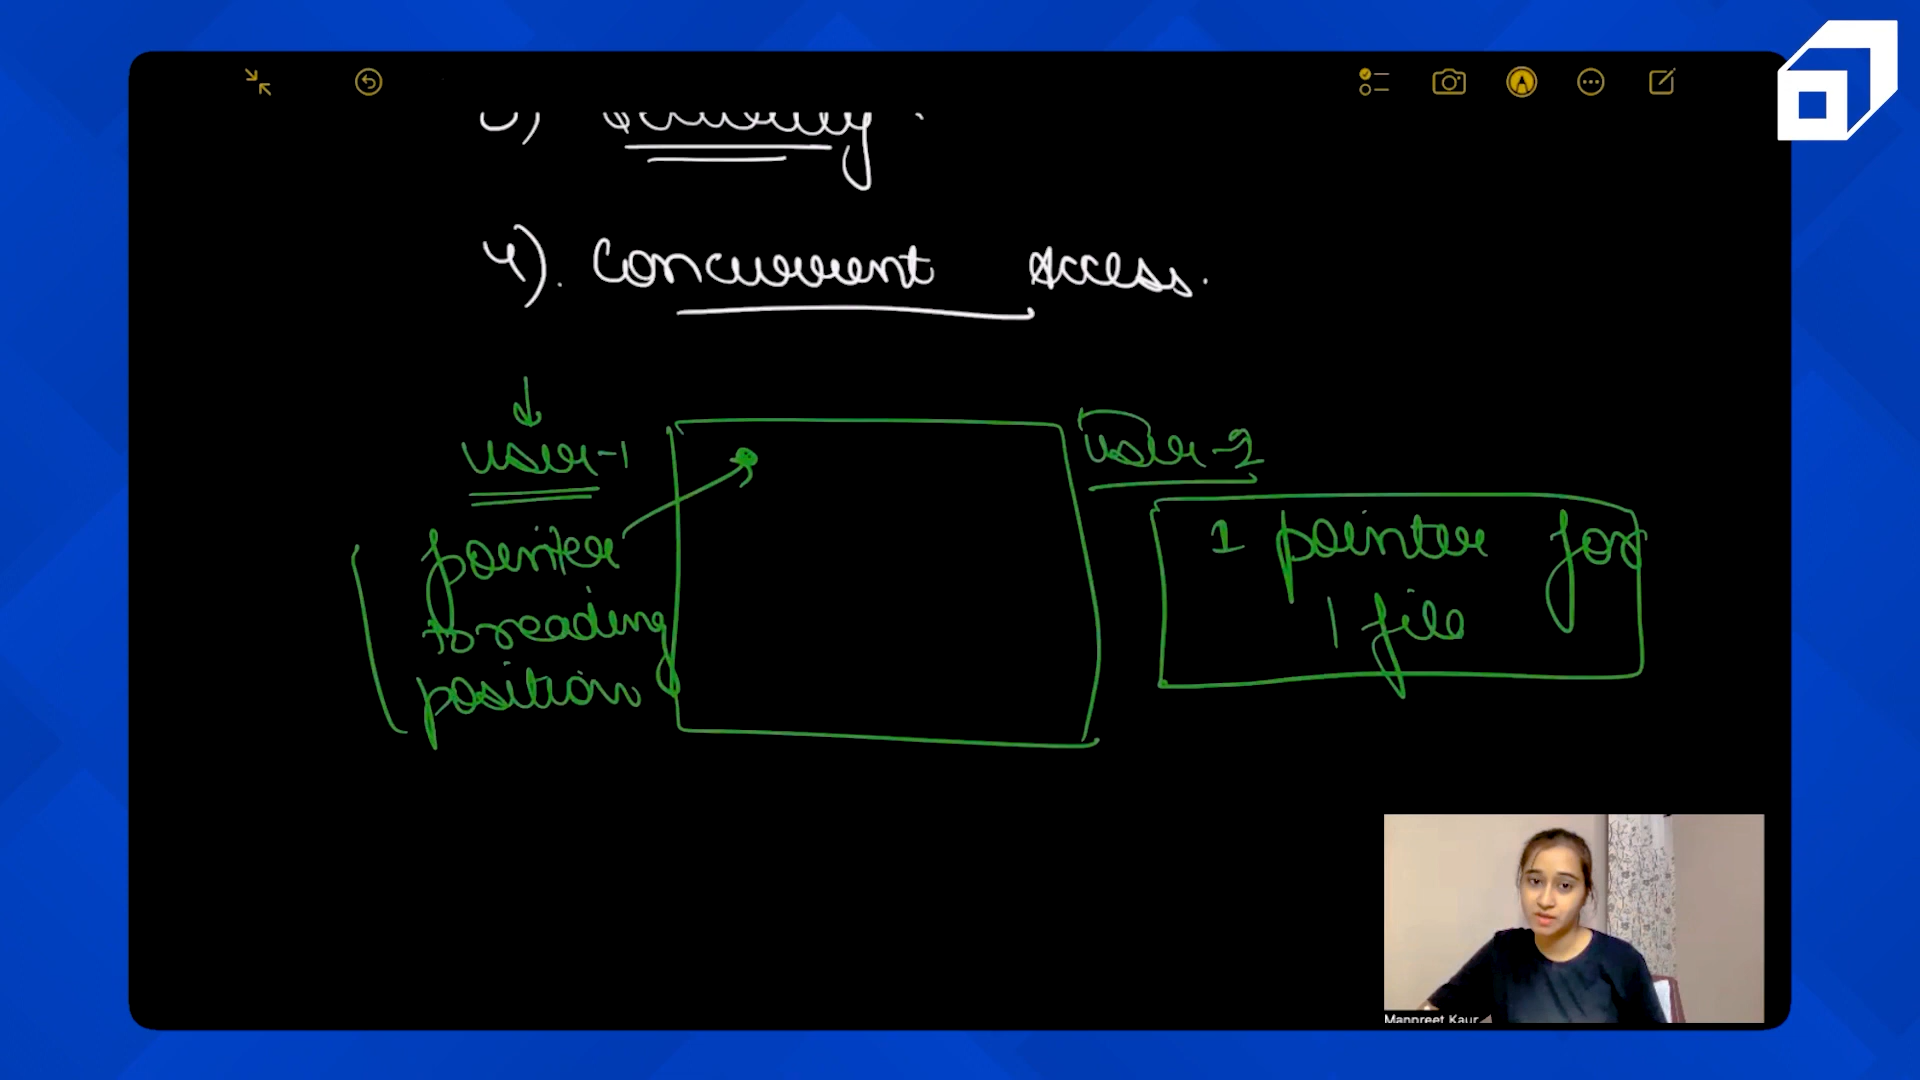 4). Concurrent Access.
user-1
user-2
pointer
to reading
position
1 pointer for
1 file
Manpreet Kaur